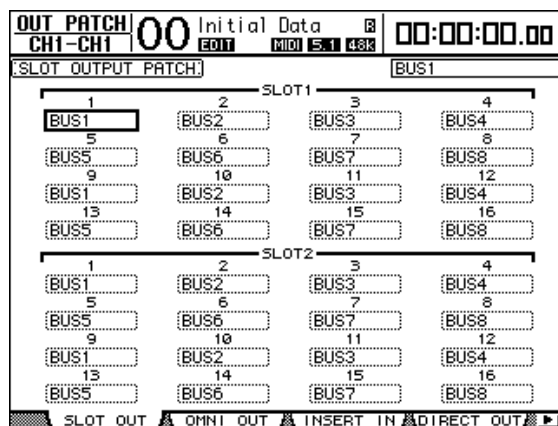 OUT PATCH 00 Initial Data R 00:00:00.00
CH1-CH1 EDIT MIDI 5.1 48k
SLOT OUTPUT PATCH BUS1
SLOT1
1 2 3 4
BUS1 BUS2 BUS3 BUS4
5 6 7 8
BUS5 BUS6 BUS7 BUS8
9 10 11 12
BUS1 BUS2 BUS3 BUS4
13 14 15 16
BUS5 BUS6 BUS7 BUS8
SLOT2
1 2 3 4
BUS1 BUS2 BUS3 BUS4
5 6 7 8
BUS5 BUS6 BUS7 BUS8
9 10 11 12
BUS1 BUS2 BUS3 BUS4
13 14 15 16
BUS5 BUS6 BUS7 BUS8
SLOT OUT OMNI OUT INSERT IN DIRECT OUT